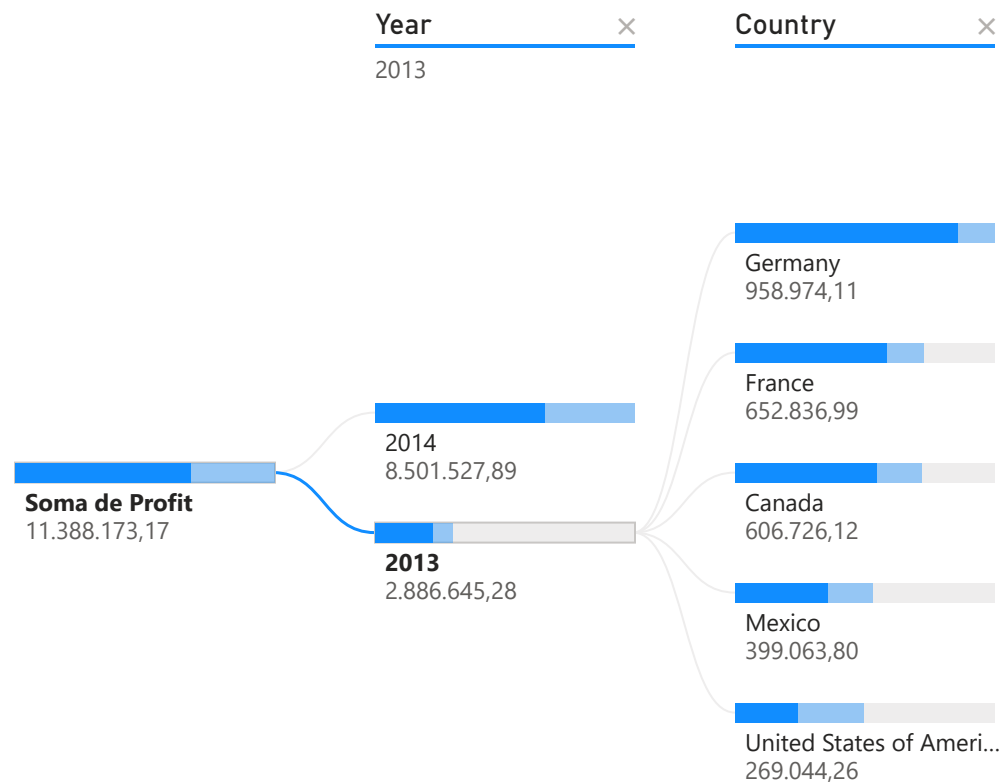 Year
2013
Country
Soma de Profit
11.388.173,17
2014
8.501.527,89
2013
2.886.645,28
Germany
958.974,11
France
652.836,99
Canada
606.726,12
Mexico
399.063,80
United States of Ameri...
269.044,26